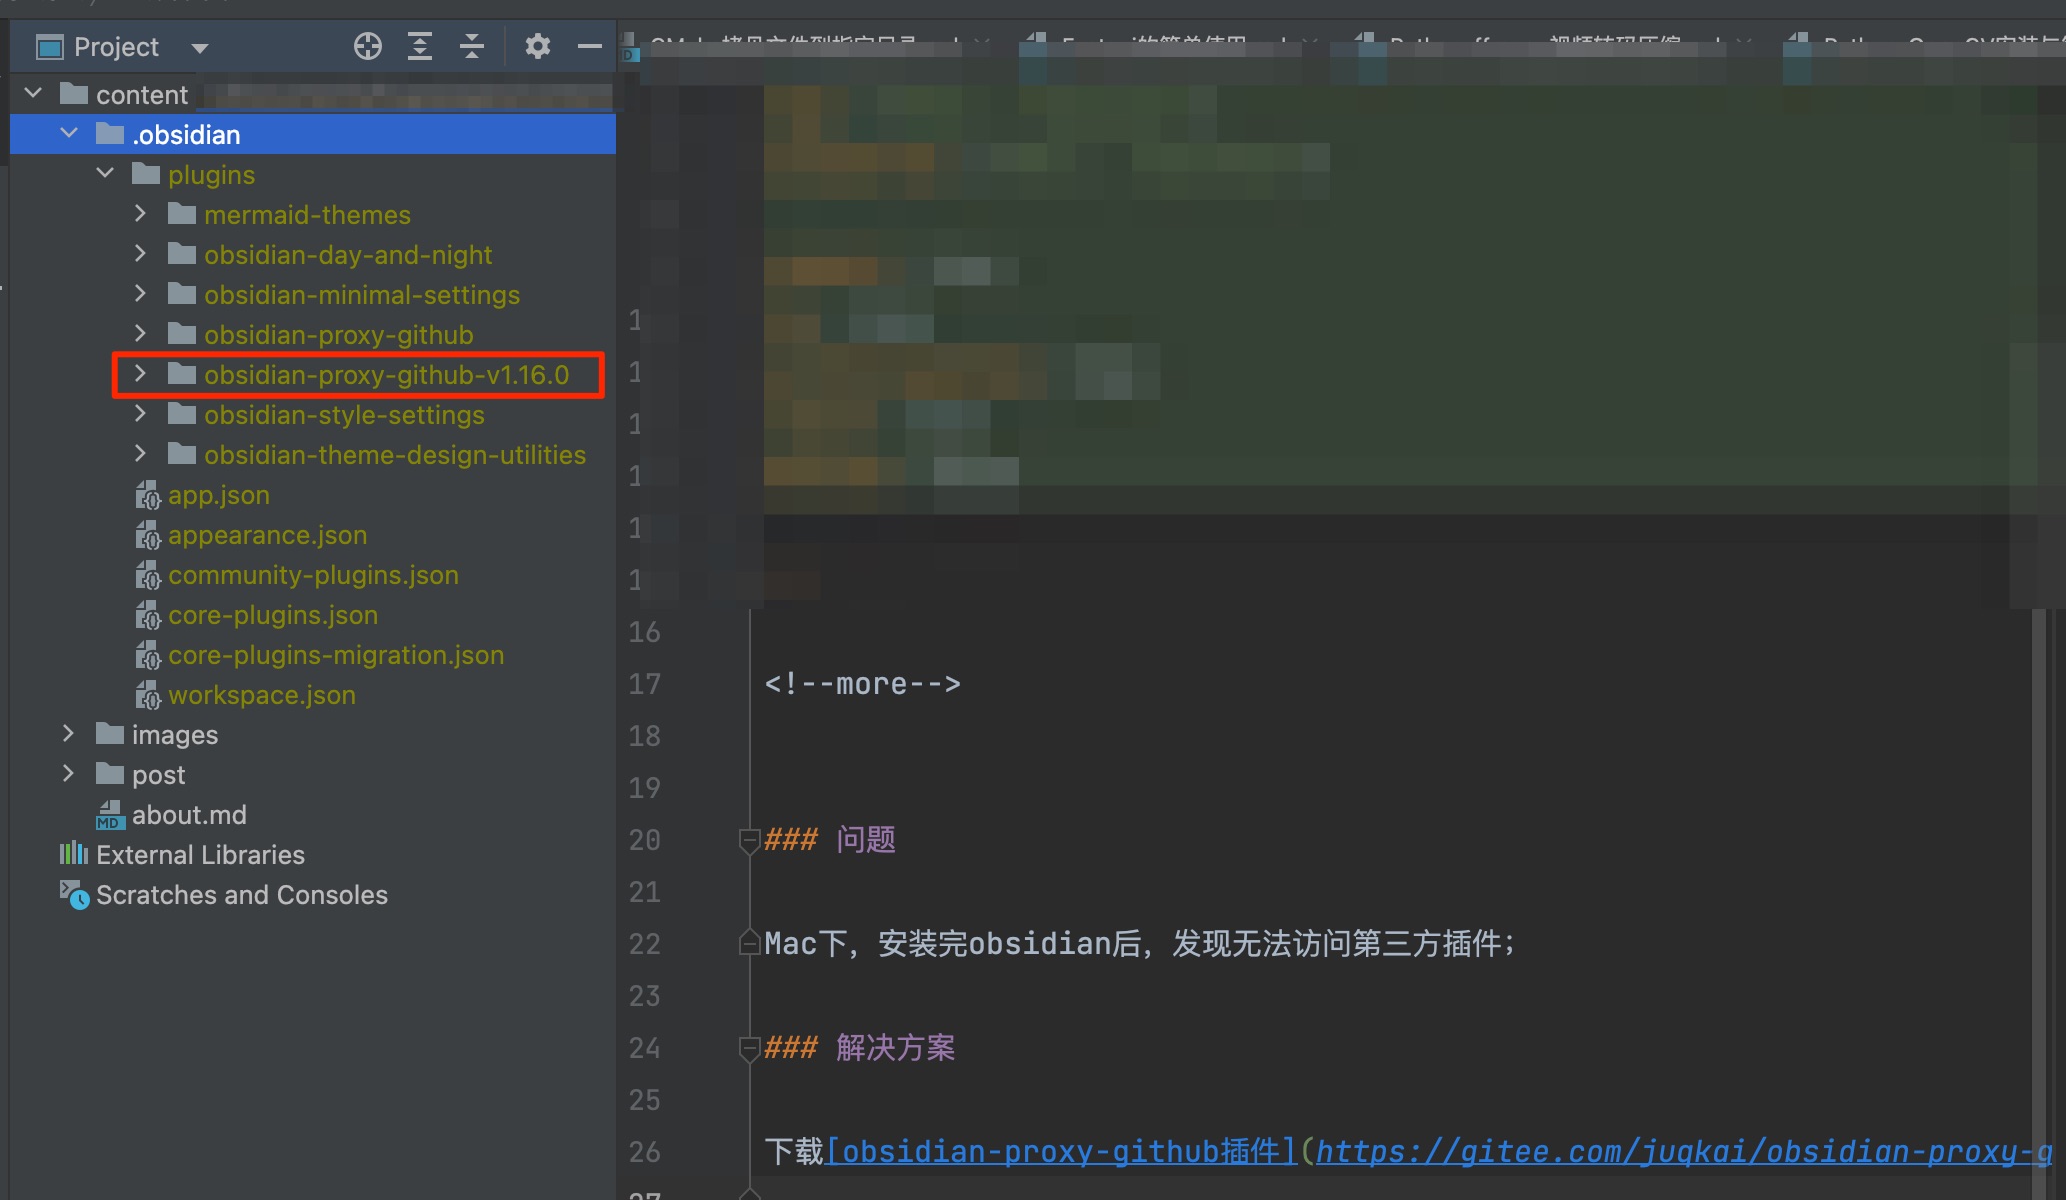 Project
content
.obsidian
plugins
mermaid-themes
obsidian-day-and-night
obsidian-minimal-settings
obsidian-proxy-github
obsidian-proxy-github-v1.16.0
obsidian-style-settings
obsidian-theme-design-utilities
app.json
appearance.json
community-plugins.json
core-plugins.json
core-plugins-migration.json
workspace.json
images
post
MD about.md
External Libraries
Scratches and Consoles
1
1
1
1
1
1
16
17 <!--more-->
18
19
20 ### 问题
21
22 Mac下，安装完obsidian后，发现无法访问第三方插件；
23
24 ### 解决方案
25
26 下载[obsidian-proxy-github插件](https://gitee.com/juqkai/obsidian-proxy-g
27